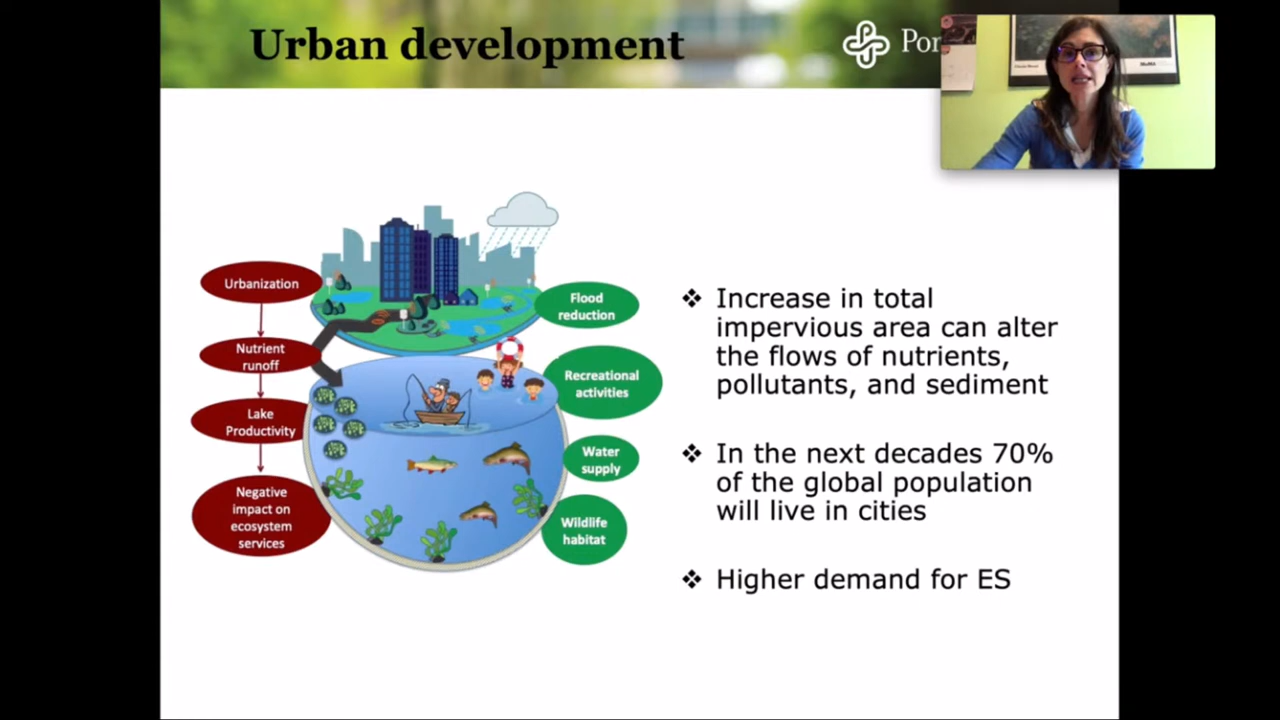 Urban development
Urbanization
Nutrient
runoff
Lake
Productivity
Negative
impact on
ecosystem
services
Flood
reduction
Recreational
activities
Water
supply
Wildlife
habitat
❖ Increase in total
impervious area can alter
the flows of nutrients,
pollutants, and sediment
❖ In the next decades 70%
of the global population
will live in cities
❖ Higher demand for ES